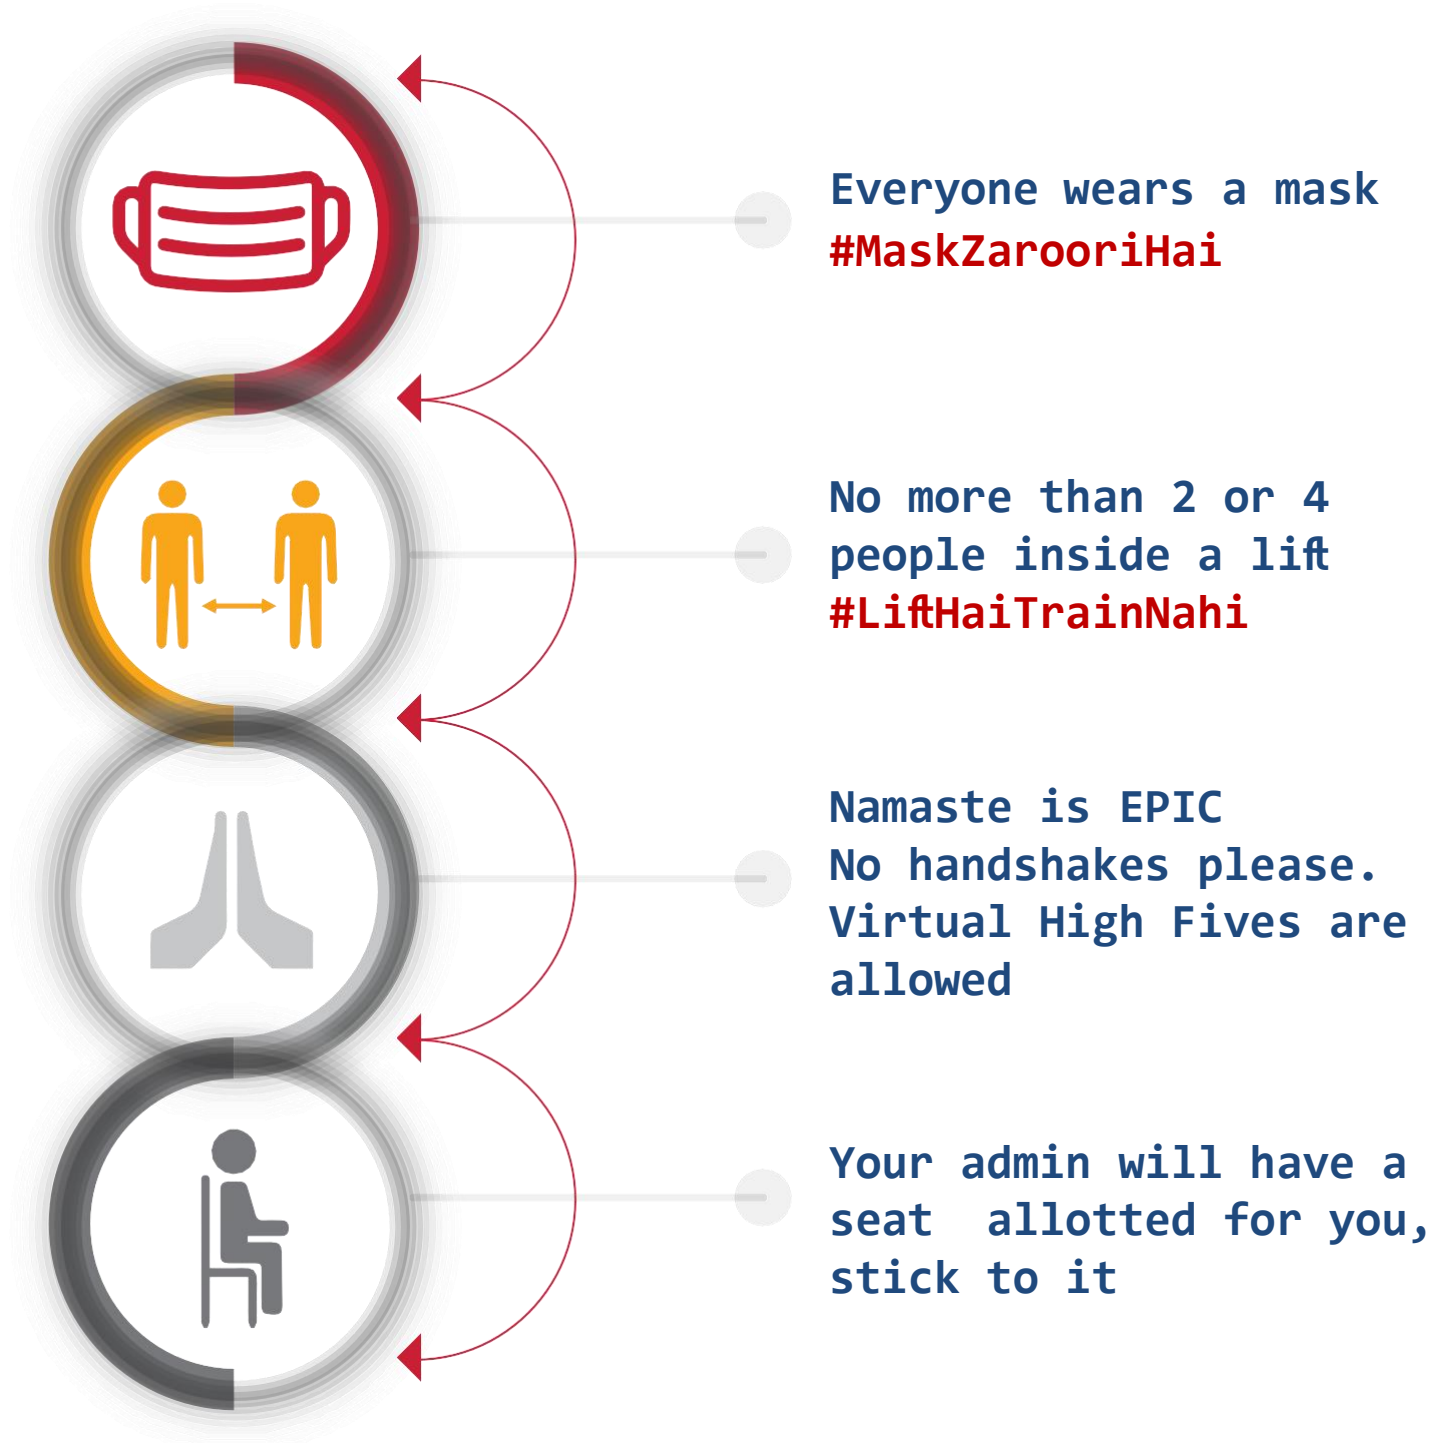 Everyone wears a mask
#MaskZarooriHai
No more than 2 or 4
people inside a lift
#LiftHaiTrainNahi
Namaste is EPIC
No handshakes please.
Virtual High Fives are
allowed
Your admin will have a
seat  allotted for you,
stick to it